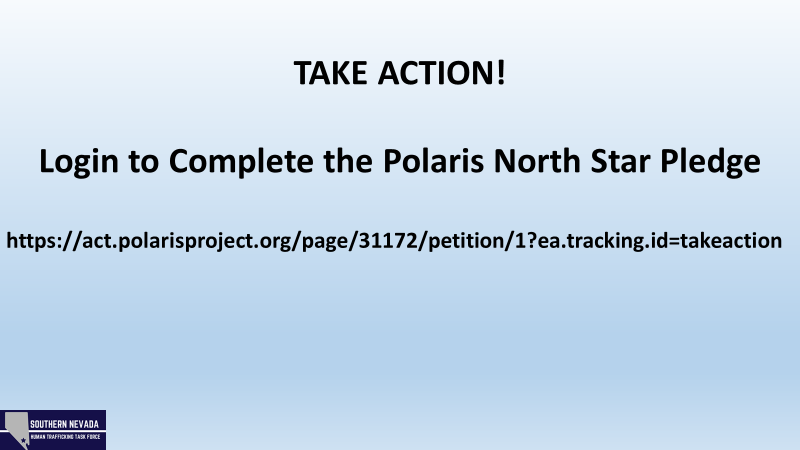 TAKE ACTION!
Login to Complete the Polaris North Star Pledge
https://act.polarisproject.org/page/31172/petition/1?ea.tracking.id=takeaction
SOUTHERN NEVADA
HUMAN TRAFFICKING TASK FORCE